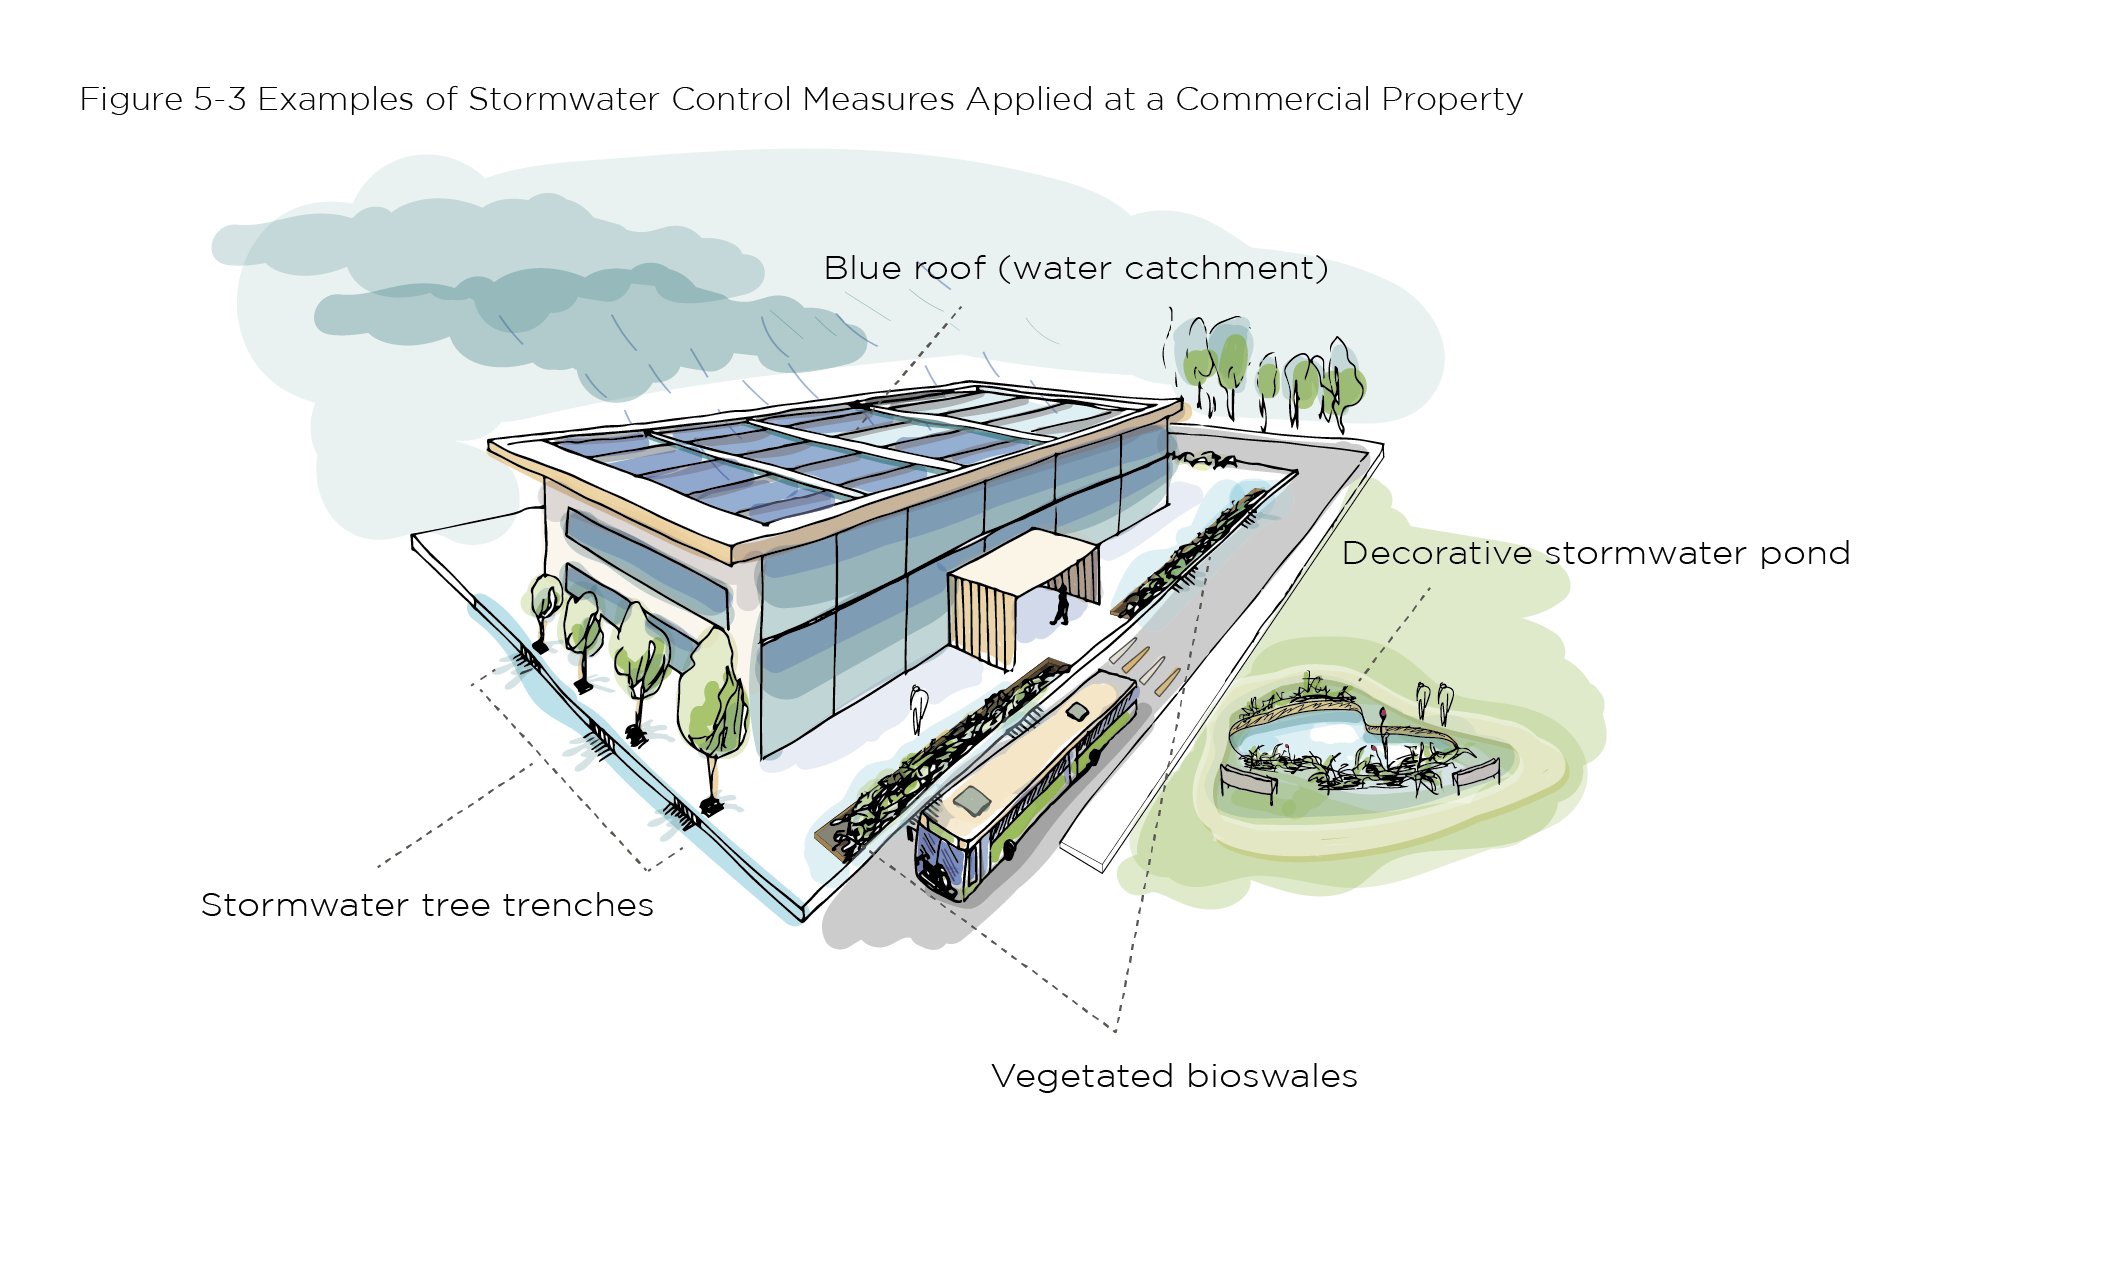 Figure 5-3 Examples of Stormwater Control Measures Applied at a Commercial Property
Blue roof (water catchment)
Decorative stormwater pond
Stormwater tree trenches
Vegetated bioswales